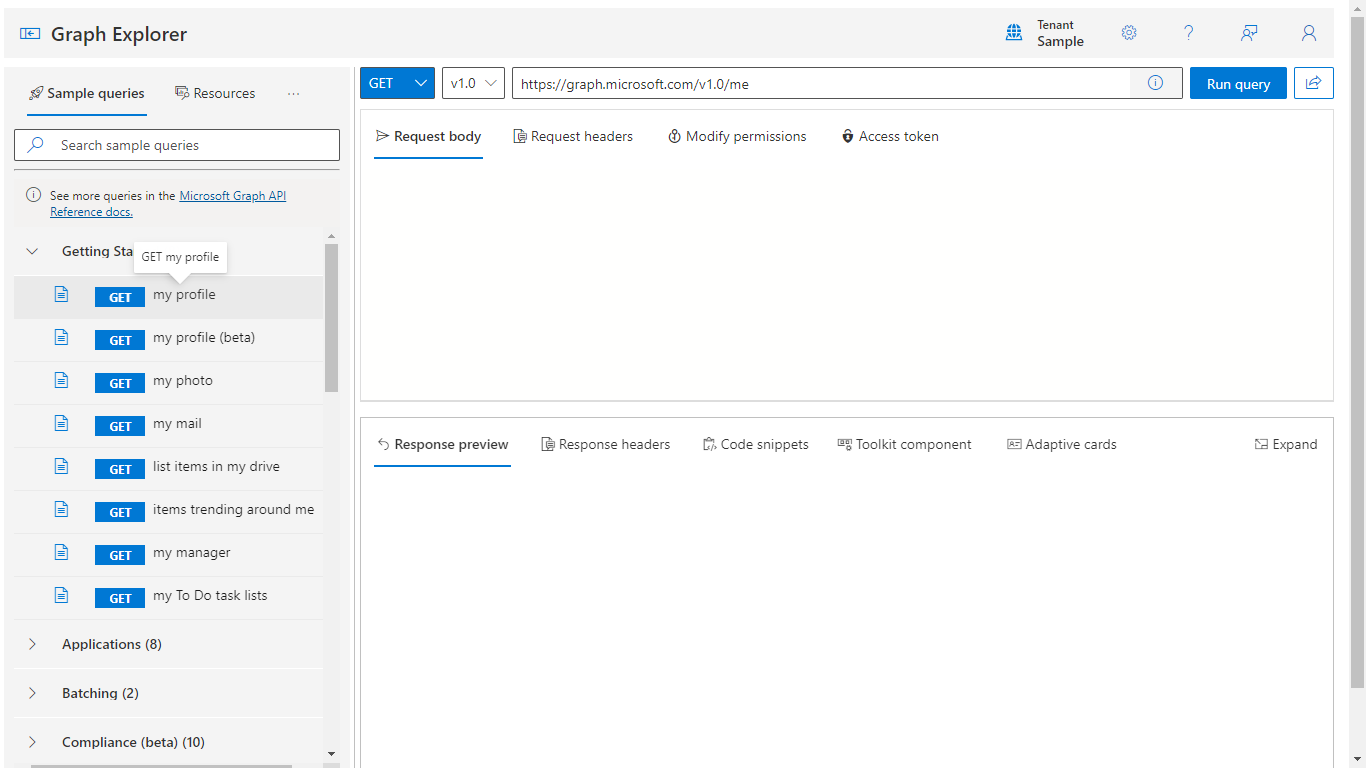 Graph Explorer
Tenant
Sample
?
Sample queries
Resources
...
GET
v1.0
https://graph.microsoft.com/v1.0/me
Run query
Search sample queries
Request body
Request headers
Modify permissions
Access token
See more queries in the Microsoft Graph API
Reference docs.
Getting Sta
GET my profile
GET my profile
GET my profile (beta)
GET my photo
GET my mail
GET list items in my drive
GET items trending around me
GET my manager
GET my To Do task lists
Applications (8)
Batching (2)
Compliance (beta) (10)
Response preview
Response headers
Code snippets
Toolkit component
Adaptive cards
Expand